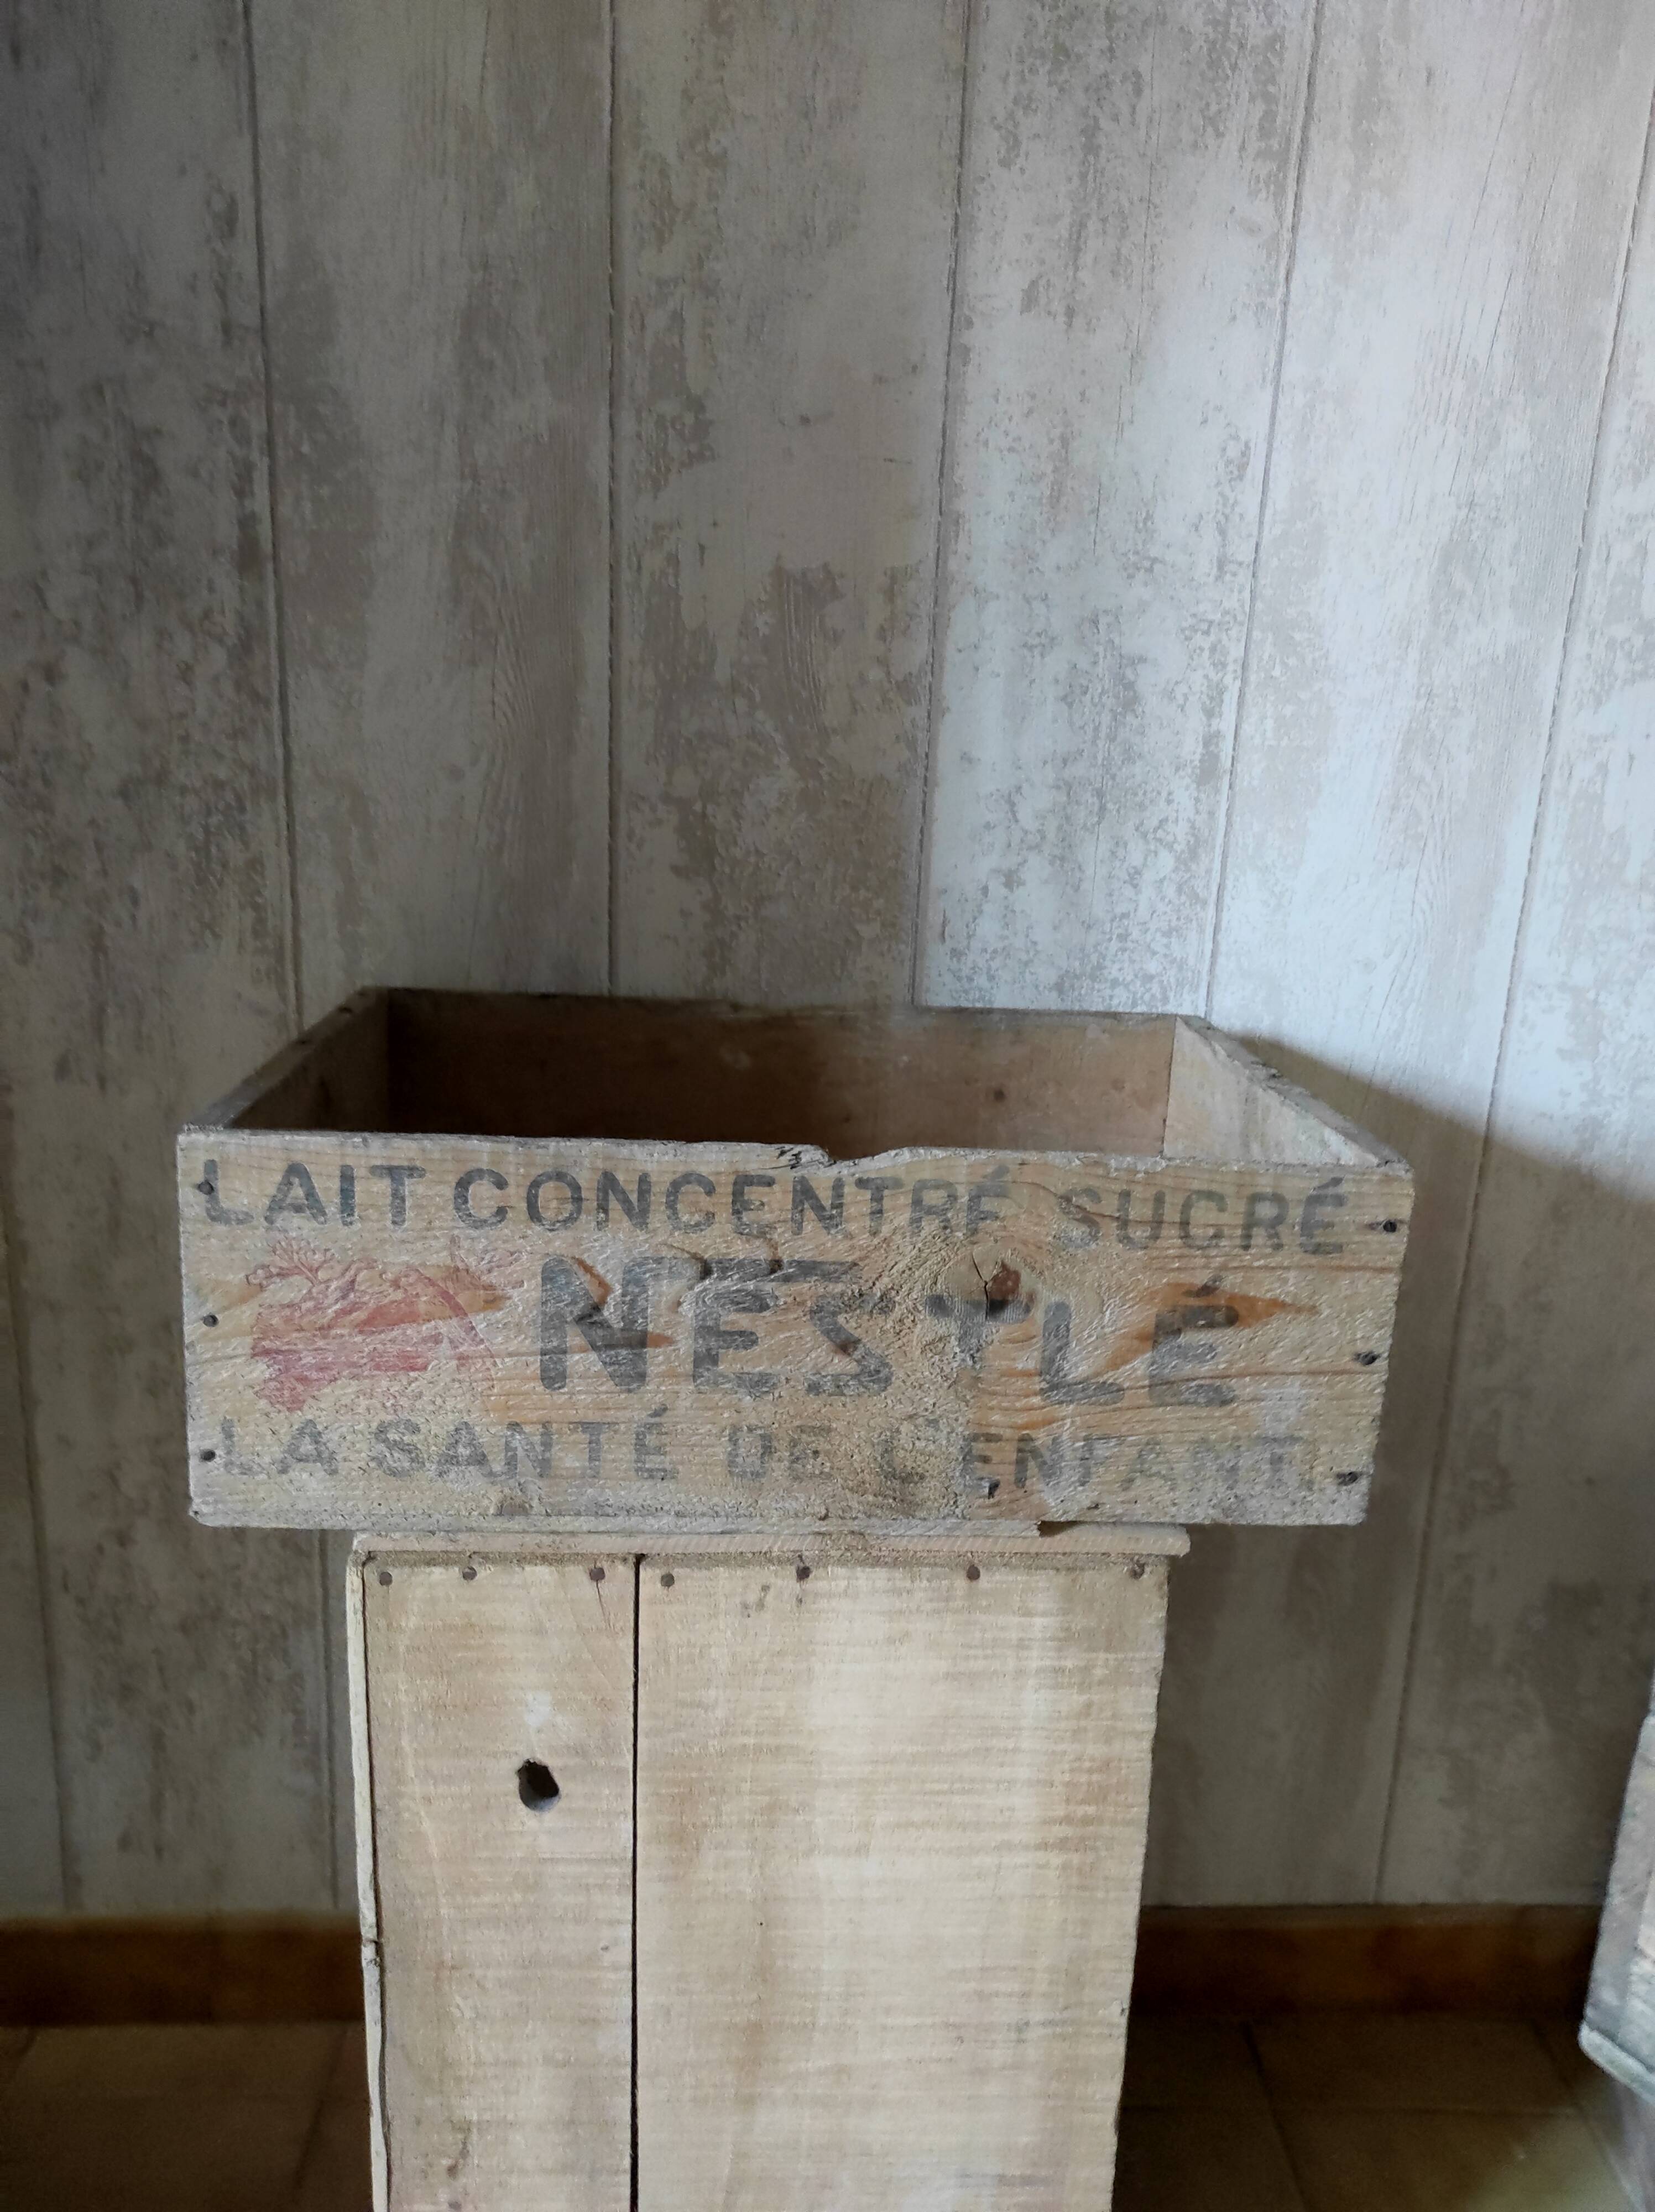 LAIT CONCENTRÉ SUCRÉ
NESTLÉ
LA SANTÉ DE L'ENFANT